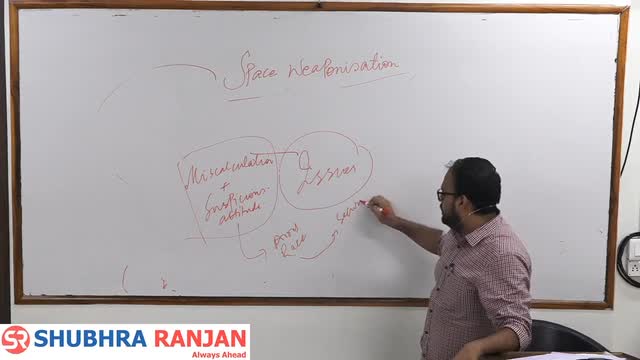 Space Weaponisation
Miscalculation
+
Suspicious
attitude
Issues
Arms
Race
SHUBHRA RANJAN
Always Ahead